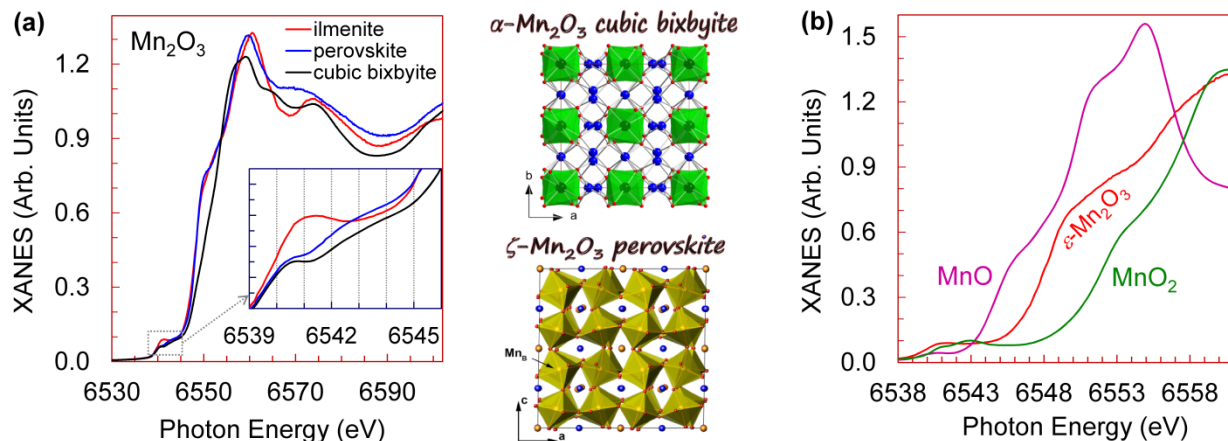 (a)
Mn₂O₃
ilmenite
perovskite
cubic bixbyite
XANES (Arb. Units)
1.2
0.9
0.6
0.3
0.0
6539 6542 6545
6530 6550 6570 6590
Photon Energy (eV)
α-Mn₂O₃ cubic bixbyite
b
a
ζ-Mn₂O₃ perovskite
Mn_B
c
a
(b)
XANES (Arb. Units)
1.5
1.2
0.9
0.6
0.3
0.0
MnO
ε-Mn₂O₃
MnO₂
6538 6543 6548 6553 6558
Photon Energy (eV)